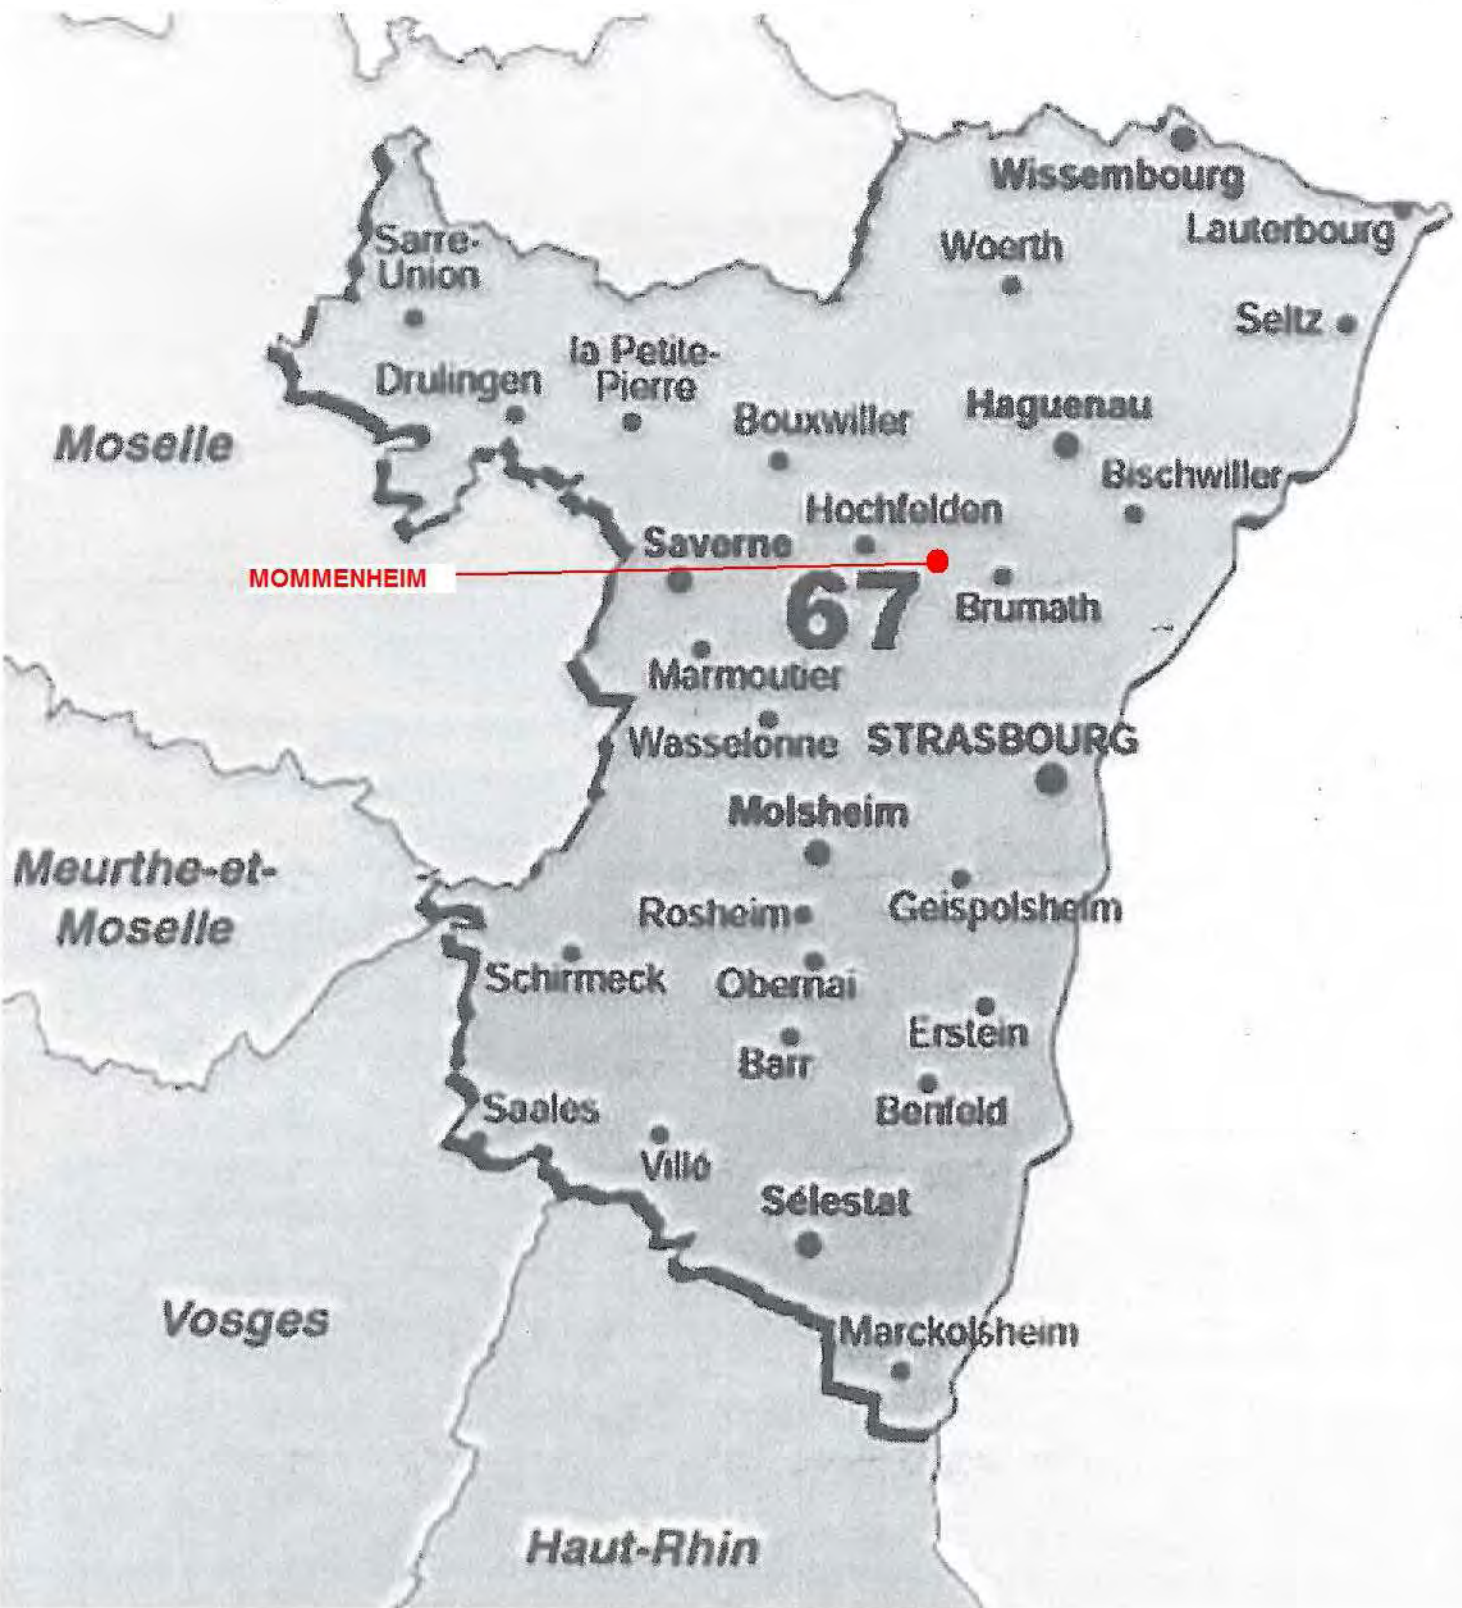 Wissembourg
Lauterbourg
Woerth
Sarre-
Union
Seltz
la Petite-
Pierre
Drulingen
Haguenau
Bouxwiller
Moselle
Bischwiller
Hochfelden
Saverne
MOMMENHEIM
67
Brumath
Marmoutier
Wasselonne
STRASBOURG
Molsheim
Meurthe-et-
Moselle
Rosheim
Geispolsheim
Schirmeck
Obernai
Erstein
Barr
Saales
Benfeld
Villé
Sélestat
Vosges
Marckolsheim
Haut-Rhin